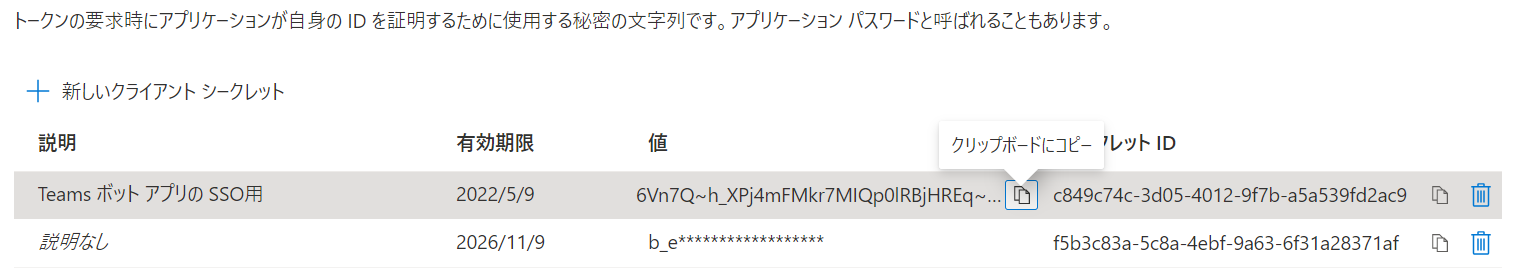 トークンの要求時にアプリケーションが自身の ID を証明するために使用する秘密の文字列です。アプリケーション パスワードと呼ばれることもあります。
新しいクライアント シークレット
説明 有効期限 値 クリップボードにコピー クレット ID
Teams ボット アプリの SSO用 2022/5/9 6Vn7Q~h_XPj4mFMkr7MIQp0lRBjHREq~... c849c74c-3d05-4012-9f7b-a5a539fd2ac9
説明なし 2026/11/9 b_e****************** f5b3c83a-5c8a-4ebf-9a63-6f31a28371af